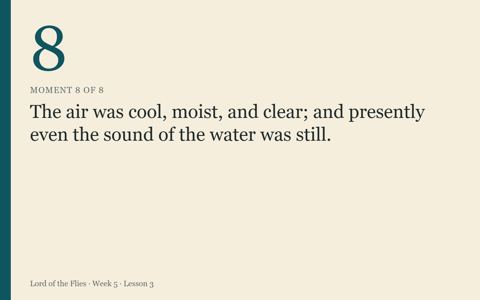 8
MOMENT 8 OF 8
The air was cool, moist, and clear; and presently
even the sound of the water was still.
Lord of the Flies · Week 5 · Lesson 3